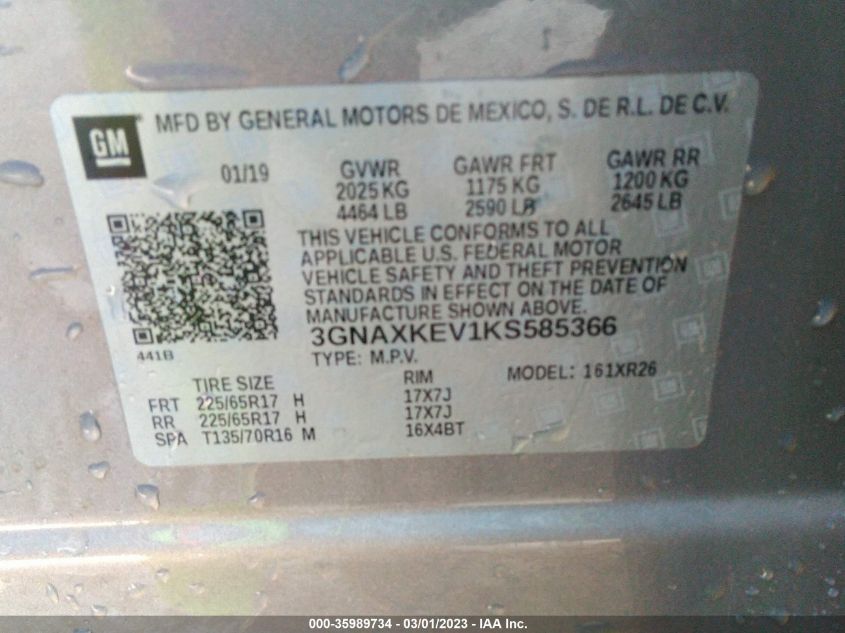 GM
MFD BY GENERAL MOTORS DE MEXICO, S. DE R.L. DE C.V.
01/19 GVWR GAWR FRT GAWR RR
2025 KG 1175 KG 1200 KG
4464 LB 2590 LB 2645 LB
THIS VEHICLE CONFORMS TO ALL
APPLICABLE U.S. FEDERAL MOTOR
VEHICLE SAFETY AND THEFT PREVENTION
STANDARDS IN EFFECT ON THE DATE OF
MANUFACTURE SHOWN ABOVE.
441B
3GNAXKEV1KS585366
TYPE: M.P.V. MODEL: 161XR26
TIRE SIZE RIM
FRT 225/65R17 H 17X7J
RR 225/65R17 H 17X7J
SPA T135/70R16 M 16X4BT
000-35989734 - 03/01/2023 - IAA Inc.